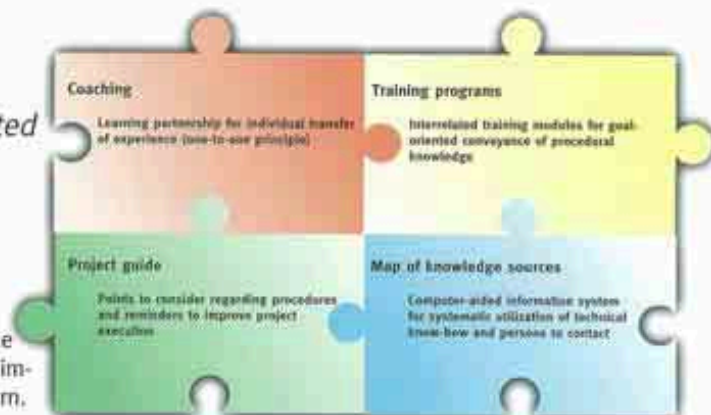 ted
Coaching
Learning partnership for individual transfer
of experience (one-to-one principle)
Training programs
Interrelated training modules for goal-
oriented conveyance of procedural
knowledge
Project guide
Points to consider regarding procedures
and reminders to improve project
execution
Map of knowledge sources
Computer-aided information system
for systematic utilization of technical
know-how and persons to contact
e
im-
rn.